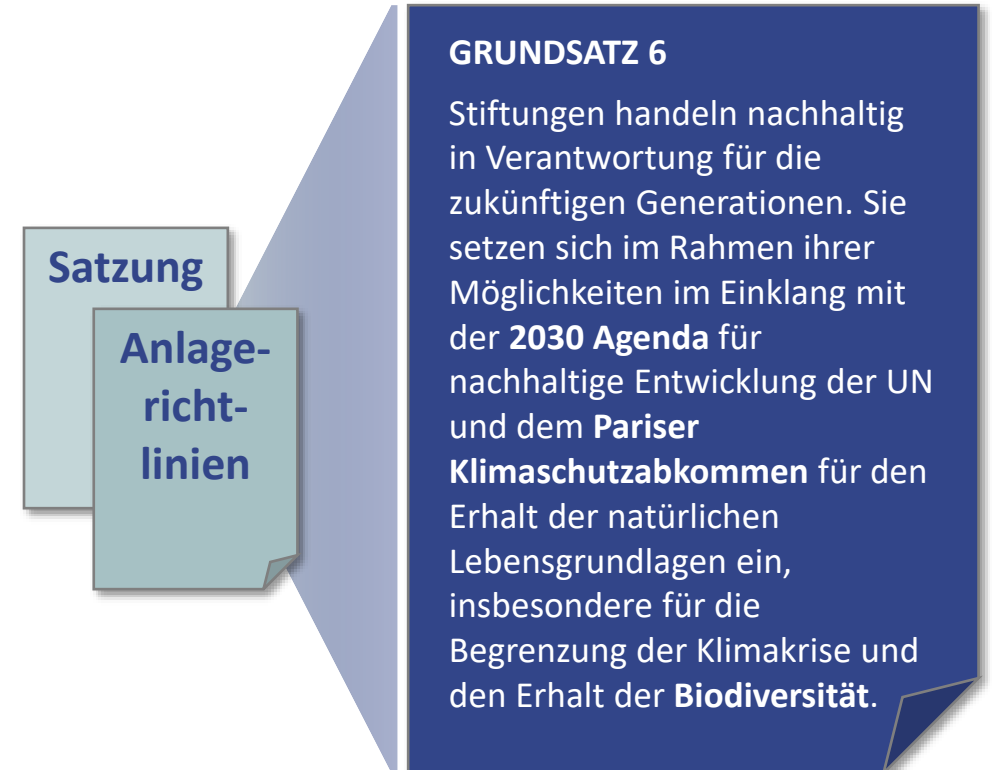 Satzung
Anlage-
richt-
linien
GRUNDSATZ 6
Stiftungen handeln nachhaltig
in Verantwortung für die
zukünftigen Generationen. Sie
setzen sich im Rahmen ihrer
Möglichkeiten im Einklang mit
der 2030 Agenda für
nachhaltige Entwicklung der UN
und dem Pariser
Klimaschutzabkommen für den
Erhalt der natürlichen
Lebensgrundlagen ein,
insbesondere für die
Begrenzung der Klimakrise und
den Erhalt der Biodiversität.